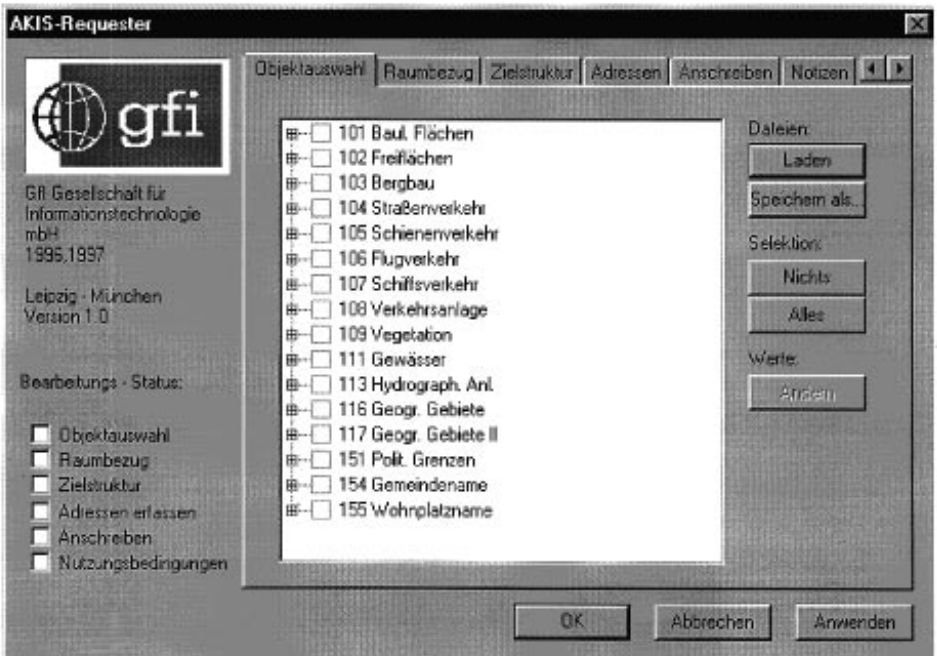 AKIS-Requester
gfi
GfI Gesellschaft für
Informationstechnologie
mbH
1996,1997
Leipzig - München
Version 1.0
Bearbeitungs - Status:
Objektauswahl
Raumbezug
Zielstruktur
Adressen erfassen
Anschreiben
Nutzungsbedingungen
Objektauswahl Raumbezug Zielstruktur Adressen Anschreiben Notizen
101 Baul. Flächen
102 Freiflächen
103 Bergbau
104 Straßenverkehr
105 Schienenverkehr
106 Flugverkehr
107 Schiffsverkehr
108 Verkehrsanlage
109 Vegetation
111 Gewässer
113 Hydrograph. Anl.
116 Geogr. Gebiete
117 Geogr. Gebiete II
151 Polit. Grenzen
154 Gemeindename
155 Wohnplatzname
Dateien:
Laden
Speichern als...
Selektion:
Nichts
Alles
Werte:
Ändern
OK Abbrechen Anwenden